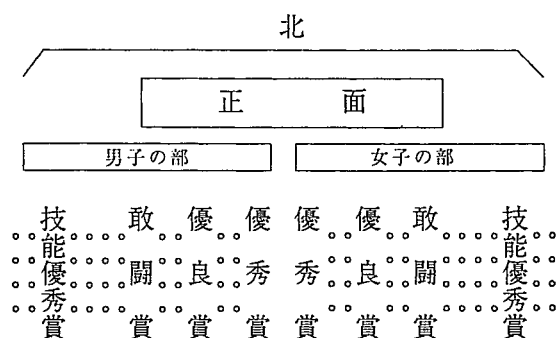 北
正面
男子の部
女子の部
技能優秀賞
敢闘賞
優良賞
優秀賞
優秀賞
優良賞
敢闘賞
技能優秀賞